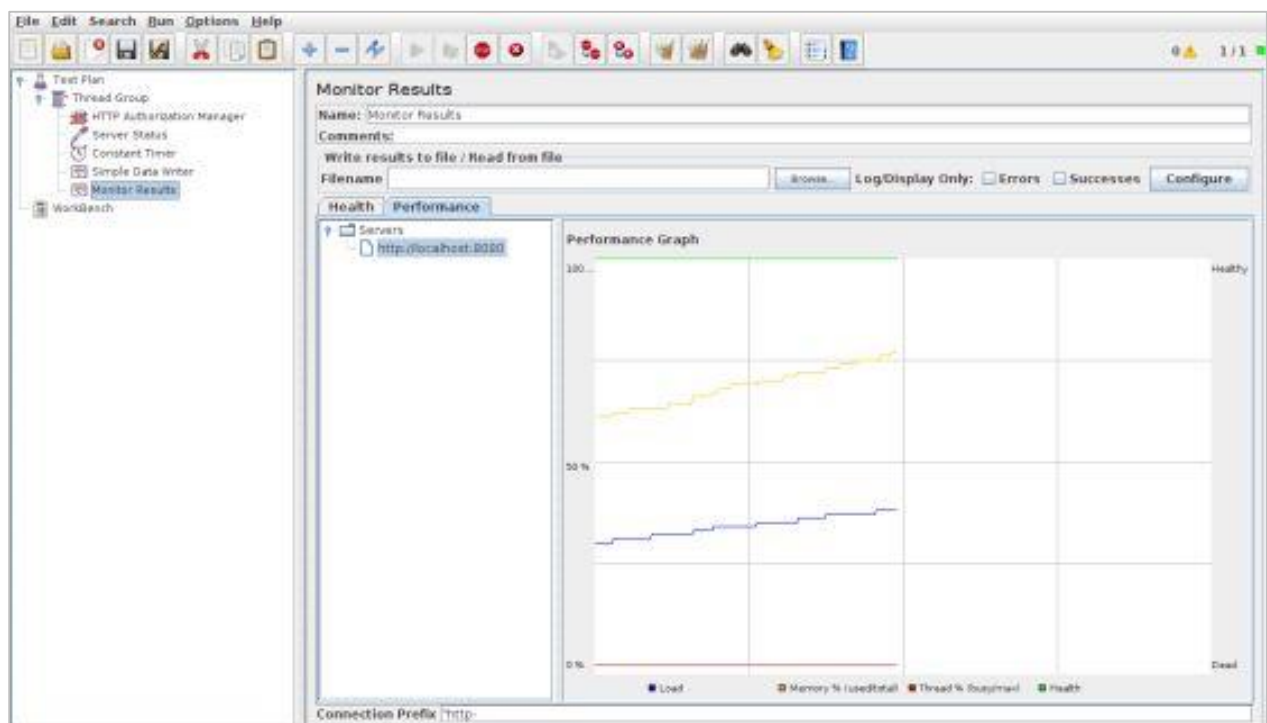 File Edit Search Run Options Help
0 1/1
Test Plan
Thread Group
HTTP Authorization Manager
Server Status
Constant Timer
Simple Data Writer
Monitor Results
WorkBench
Monitor Results
Name: Monitor Results
Comments:
Write results to file / Read from file
Filename Browse... Log/Display Only: Errors Successes Configure
Health Performance
Servers
http://localhost:8080
Performance Graph
100... Healthy
50 %
0 % Dead
Load Memory % (used/total) Thread % (busy/max) Health
Connection Prefix "http-